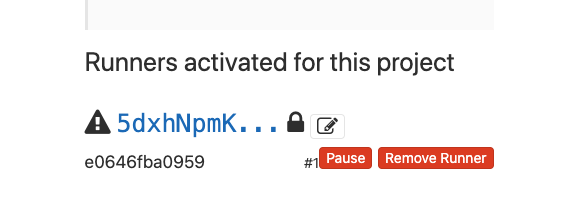 Runners activated for this project
5dxhNpmK...
e0646fba0959 #1 Pause Remove Runner